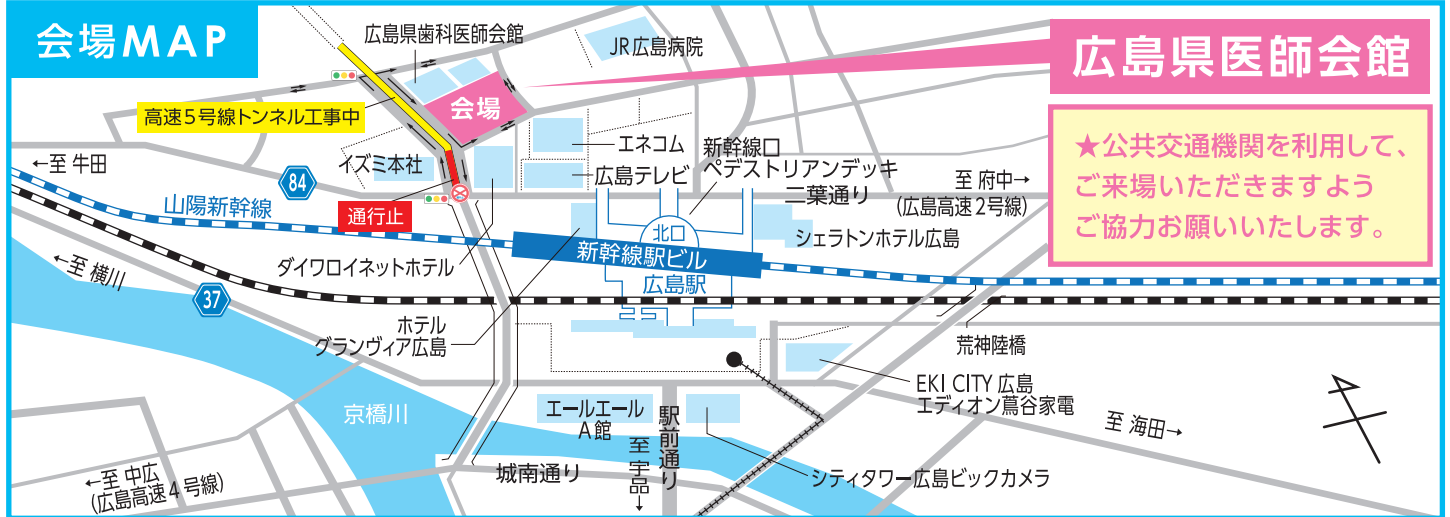 会場MAP
広島県歯科医師会館
JR広島病院
広島県医師会館
高速5号線トンネル工事中
会場
★公共交通機関を利用して、
ご来場いただきますよう
ご協力お願いいたします。
エネコム
新幹線口
ペデストリアンデッキ
←至 牛田
イズミ本社
広島テレビ
二葉通り
至 府中→
(広島高速2号線)
84
山陽新幹線
通行止
北口
シェラトンホテル広島
新幹線駅ビル
←至 横川
ダイワロイネットホテル
広島駅
37
ホテル
グランヴィア広島
荒神陸橋
EKI CITY 広島
エディオン蔦谷家電
京橋川
エールエール
A館
駅前通り
至 宇品→
至 海田→
城南通り
シティタワー広島ビックカメラ
←至 中広
(広島高速4号線)